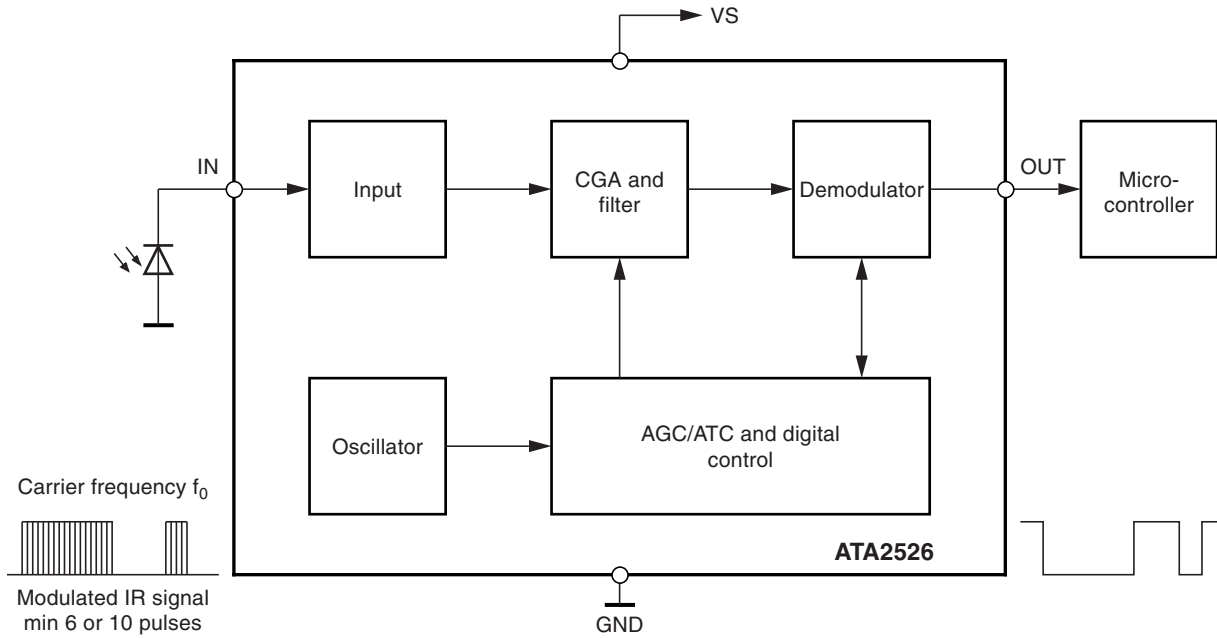 VS
IN
Input
CGA and
filter
Demodulator
OUT
Micro-
controller
Oscillator
AGC/ATC and digital
control
Carrier frequency f₀
Modulated IR signal
min 6 or 10 pulses
ATA2526
GND